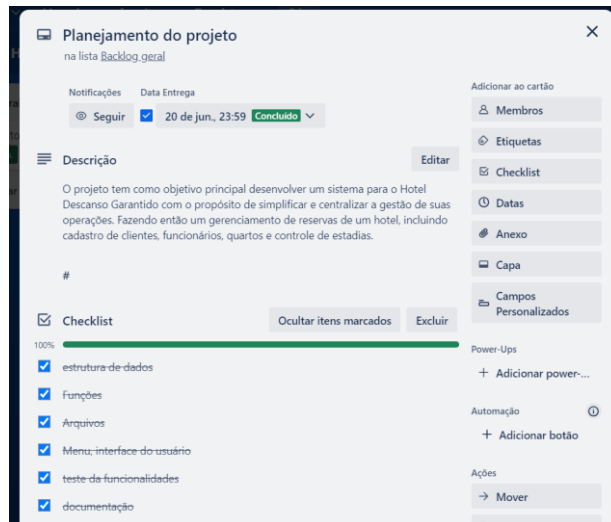 Planejamento do projeto
na lista Backlog geral
Notificações
Data Entrega
Seguir
20 de jun., 23:59 Concluído
Descrição
Editar
O projeto tem como objetivo principal desenvolver um sistema para o Hotel
Descanso Garantido com o propósito de simplificar e centralizar a gestão de suas
operações. Fazendo então um gerenciamento de reservas de um hotel, incluindo
cadastro de clientes, funcionários, quartos e controle de estadias.
#
Checklist
Ocultar itens marcados
Excluir
100%
estrutura de dados
Funções
Arquivos
Menu, interface do usuário
teste da funcionalidades
documentação
Adicionar ao cartão
Membros
Etiquetas
Checklist
Datas
Anexo
Capa
Campos
Personalizados
Power-Ups
+ Adicionar power-...
Automação
+ Adicionar botão
Ações
→ Mover